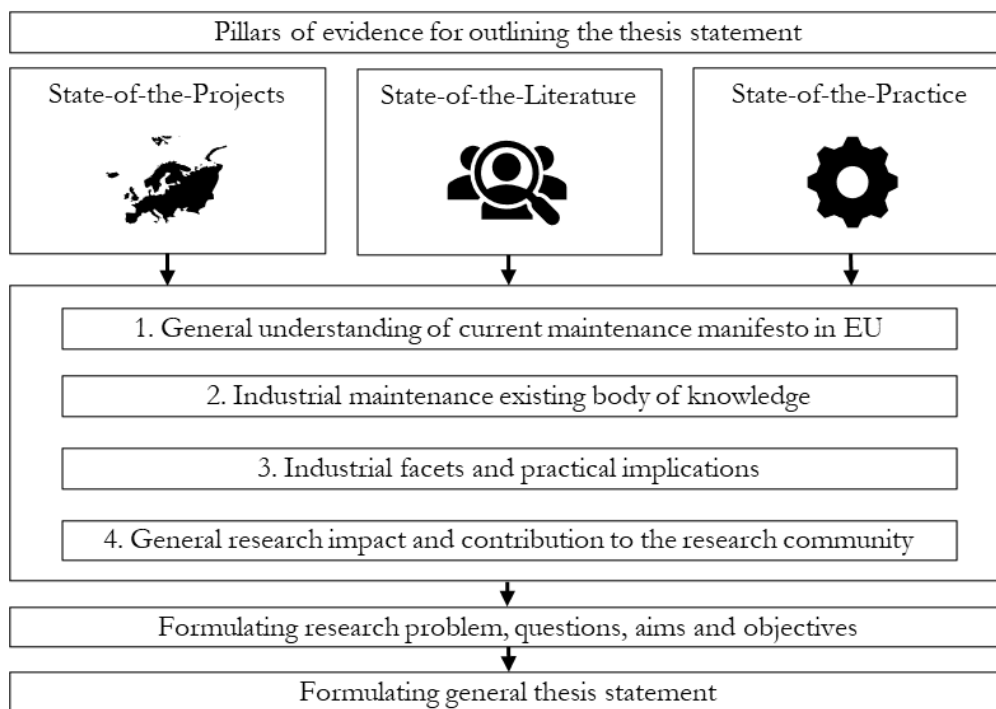 Pillars of evidence for outlining the thesis statement
State-of-the-Projects
State-of-the-Literature
State-of-the-Practice
1. General understanding of current maintenance manifesto in EU
2. Industrial maintenance existing body of knowledge
3. Industrial facets and practical implications
4. General research impact and contribution to the research community
Formulating research problem, questions, aims and objectives
Formulating general thesis statement